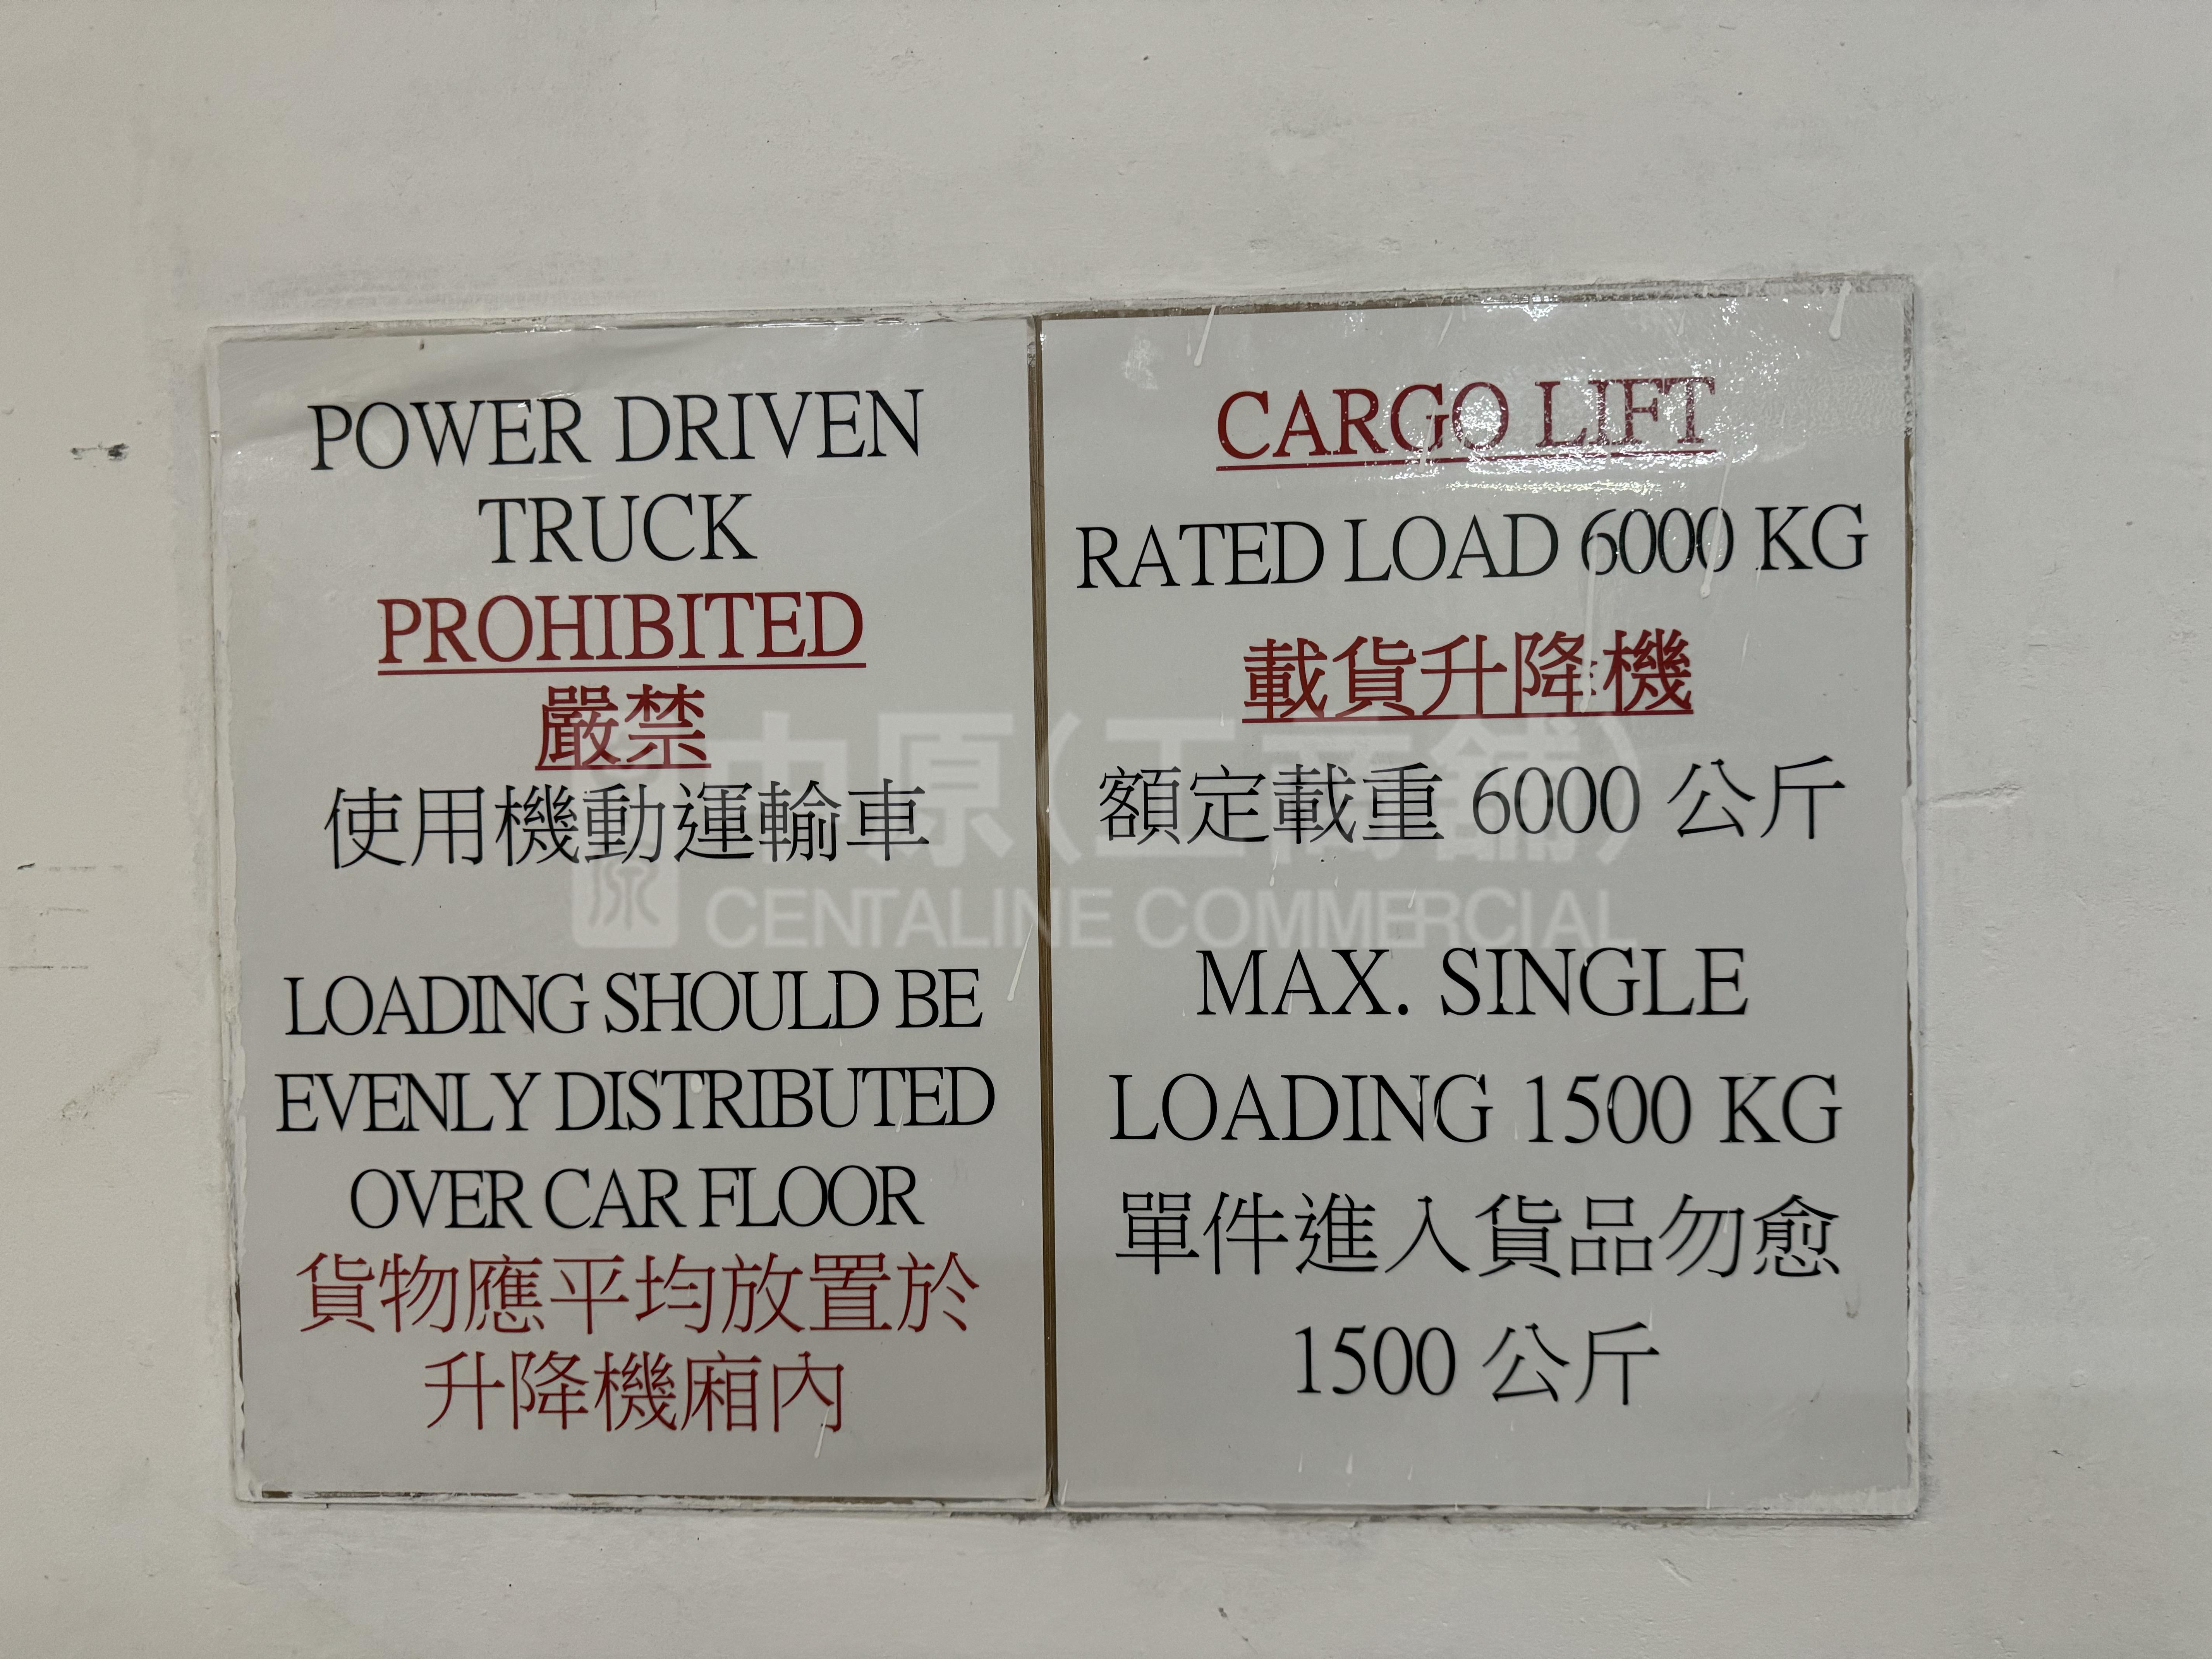 POWER DRIVEN
TRUCK
PROHIBITED
嚴禁
使用機動運輸車
LOADING SHOULD BE
EVENLY DISTRIBUTED
OVER CAR FLOOR
貨物應平均放置於
升降機廂內
CARGO LIFT
RATED LOAD 6000 KG
載貨升降機
額定載重 6000 公斤
MAX. SINGLE
LOADING 1500 KG
單件進入貨品勿愈
1500 公斤
中原(工商舖)
CENTALINE COMMERCIAL